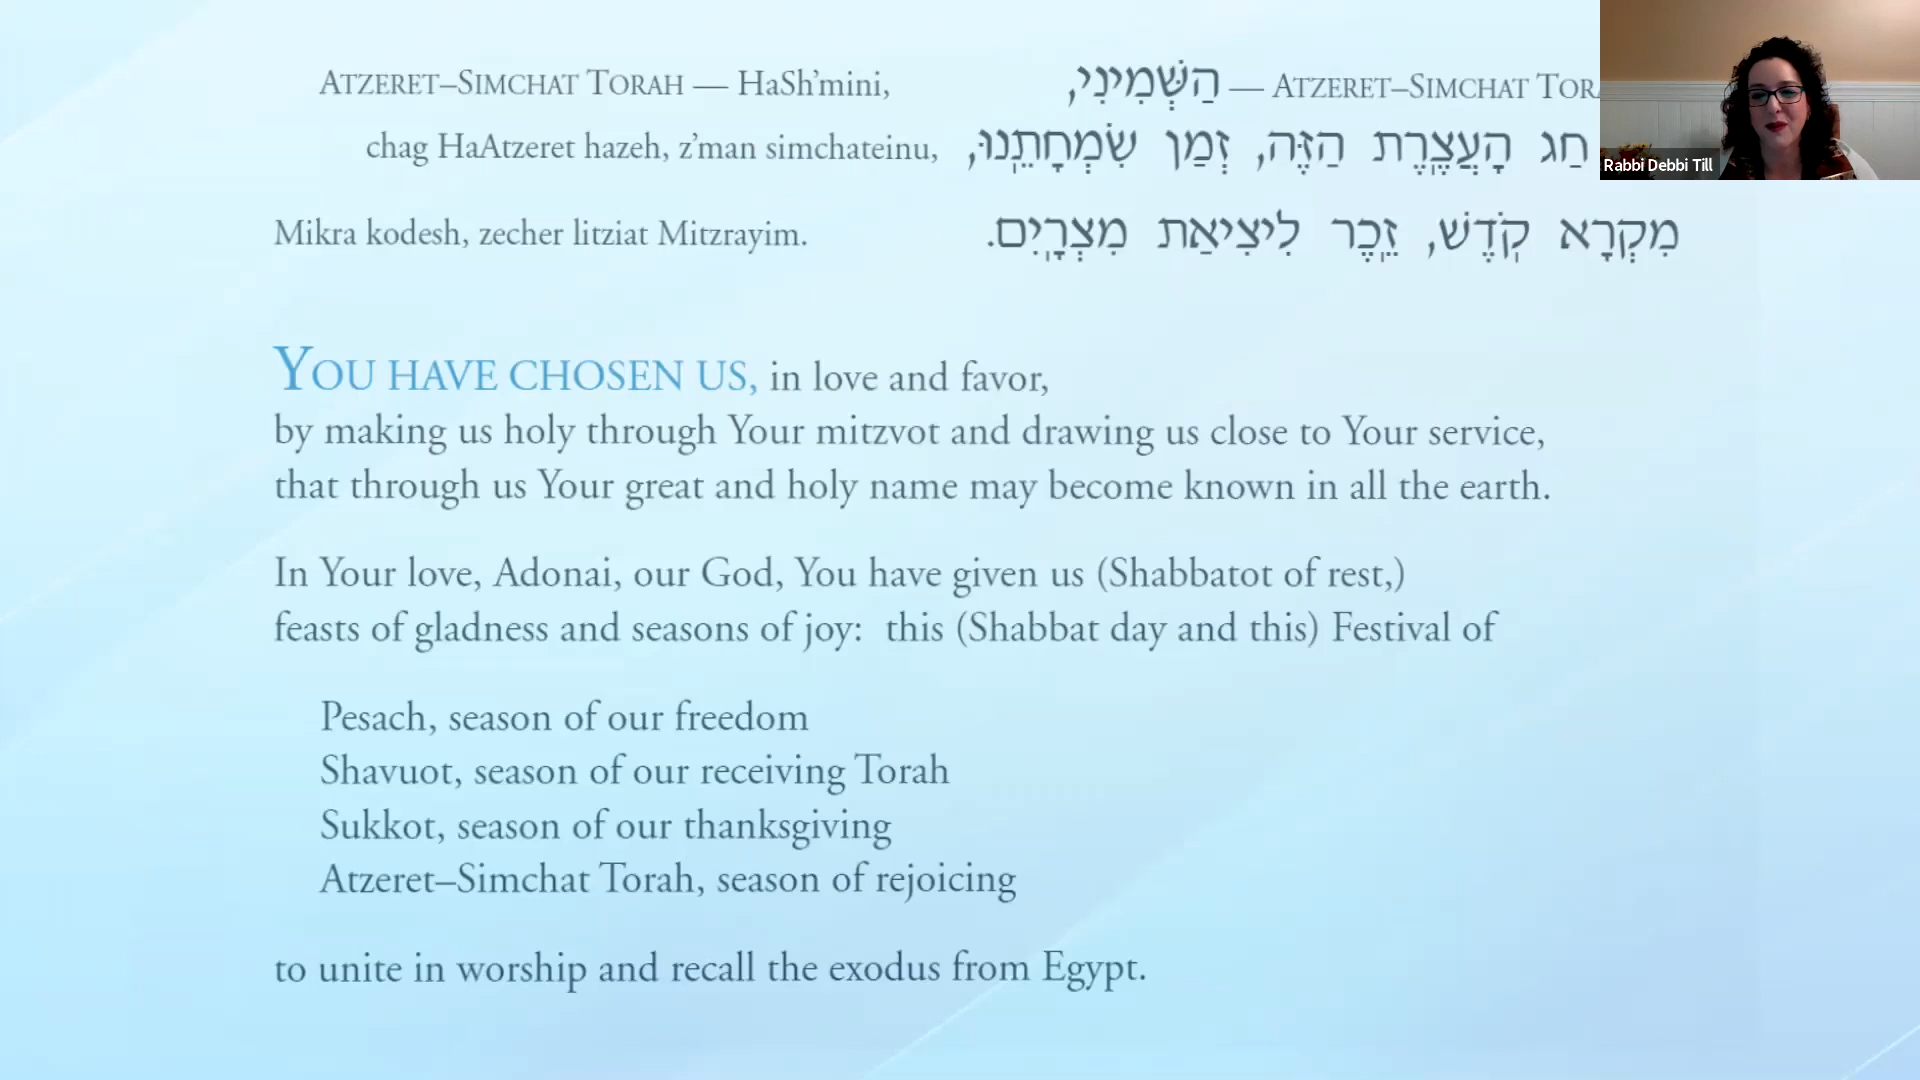 ATZERET–SIMCHAT TORAH — HaSh'mini,
chag HaAtzeret hazeh, z'man simchateinu,
Mikra kodesh, zecher litziat Mitzrayim.
ATZERET–SIMCHAT — הַשְּׁמִינִי,
חַג הָעֲצֶֽרֶת הַזֶּה, זְמַן שִׂמְחָתֵֽנוּ,
מִקְרָא קֹֽדֶשׁ, זֵֽכֶר לִיצִיאַת מִצְרָֽיִם.
Rabbi Debbi Till
YOU HAVE CHOSEN US, in love and favor,
by making us holy through Your mitzvot and drawing us close to Your service,
that through us Your great and holy name may become known in all the earth.
In Your love, Adonai, our God, You have given us (Shabbatot of rest,)
feasts of gladness and seasons of joy: this (Shabbat day and this) Festival of
Pesach, season of our freedom
Shavuot, season of our receiving Torah
Sukkot, season of our thanksgiving
Atzeret–Simchat Torah, season of rejoicing
to unite in worship and recall the exodus from Egypt.